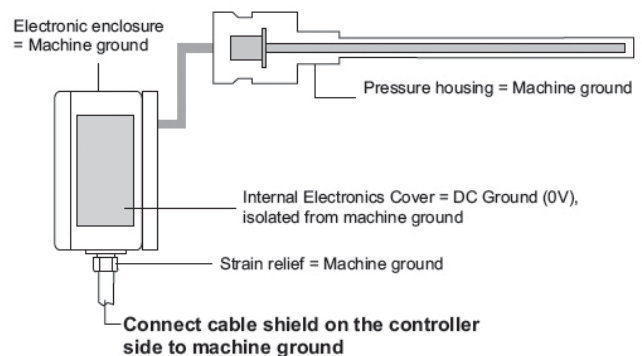 Electronic enclosure
= Machine ground
Pressure housing = Machine ground
Internal Electronics Cover = DC Ground (0V),
isolated from machine ground
Strain relief = Machine ground
Connect cable shield on the controller
side to machine ground